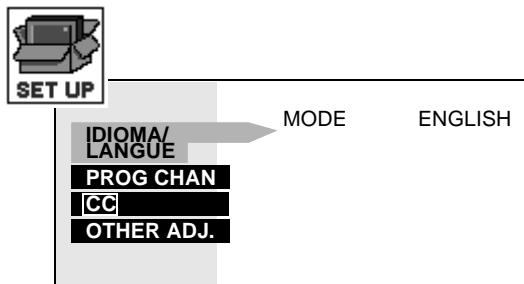 SET UP
MODE ENGLISH
IDIOMA/
LANGUE
PROG CHAN
CC
OTHER ADJ.